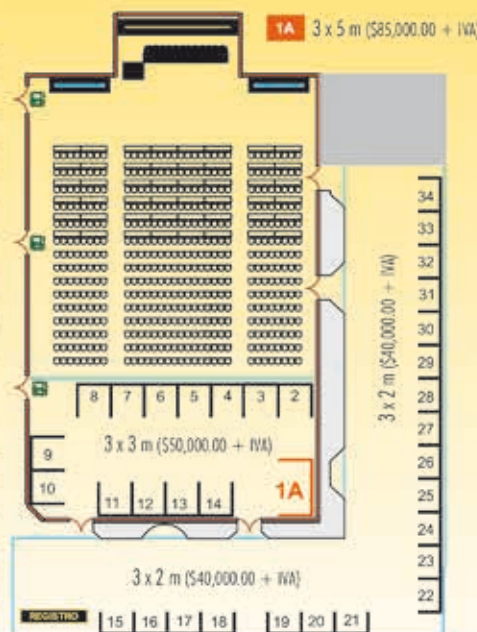 1A 3 x 5 m ($85,000.00 + IVA)
34
33
32
31
30
29
28
27
26
25
24
23
22
3 x 2 m ($40,000.00 + IVA)
8 7 6 5 4 3 2
3 x 3 m ($50,000.00 + IVA)
9
10
11 12 13 14
1A
3 x 2 m ($40,000.00 + IVA)
REGISTRO
15 16 17 18 19 20 21